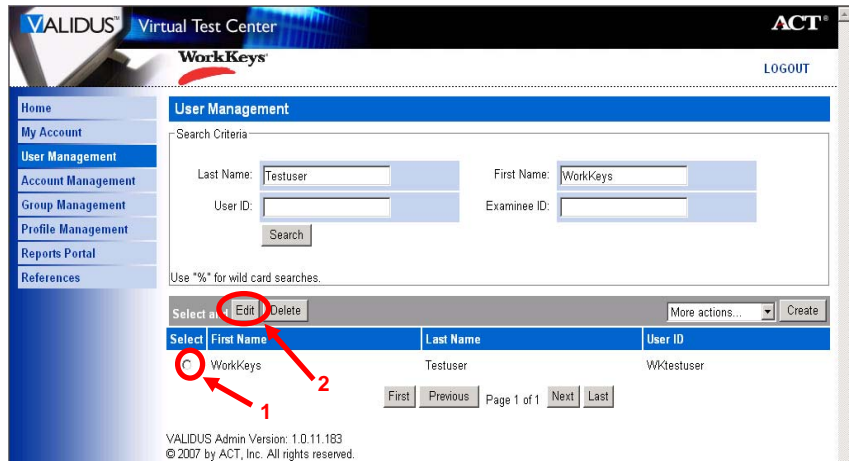 VALIDUS™ Virtual Test Center ACT®
WorkKeys
LOGOUT
Home
My Account
User Management
Account Management
Group Management
Profile Management
Reports Portal
References
User Management
Search Criteria
Last Name: Testuser First Name: WorkKeys
User ID: Examinee ID:
Search
Use "%" for wild card searches.
Select and Edit Delete More actions... Create
Select First Name Last Name User ID
WorkKeys Testuser WKtestuser
1 2
First Previous Page 1 of 1 Next Last
VALIDUS Admin Version: 1.0.11.183
© 2007 by ACT, Inc. All rights reserved.